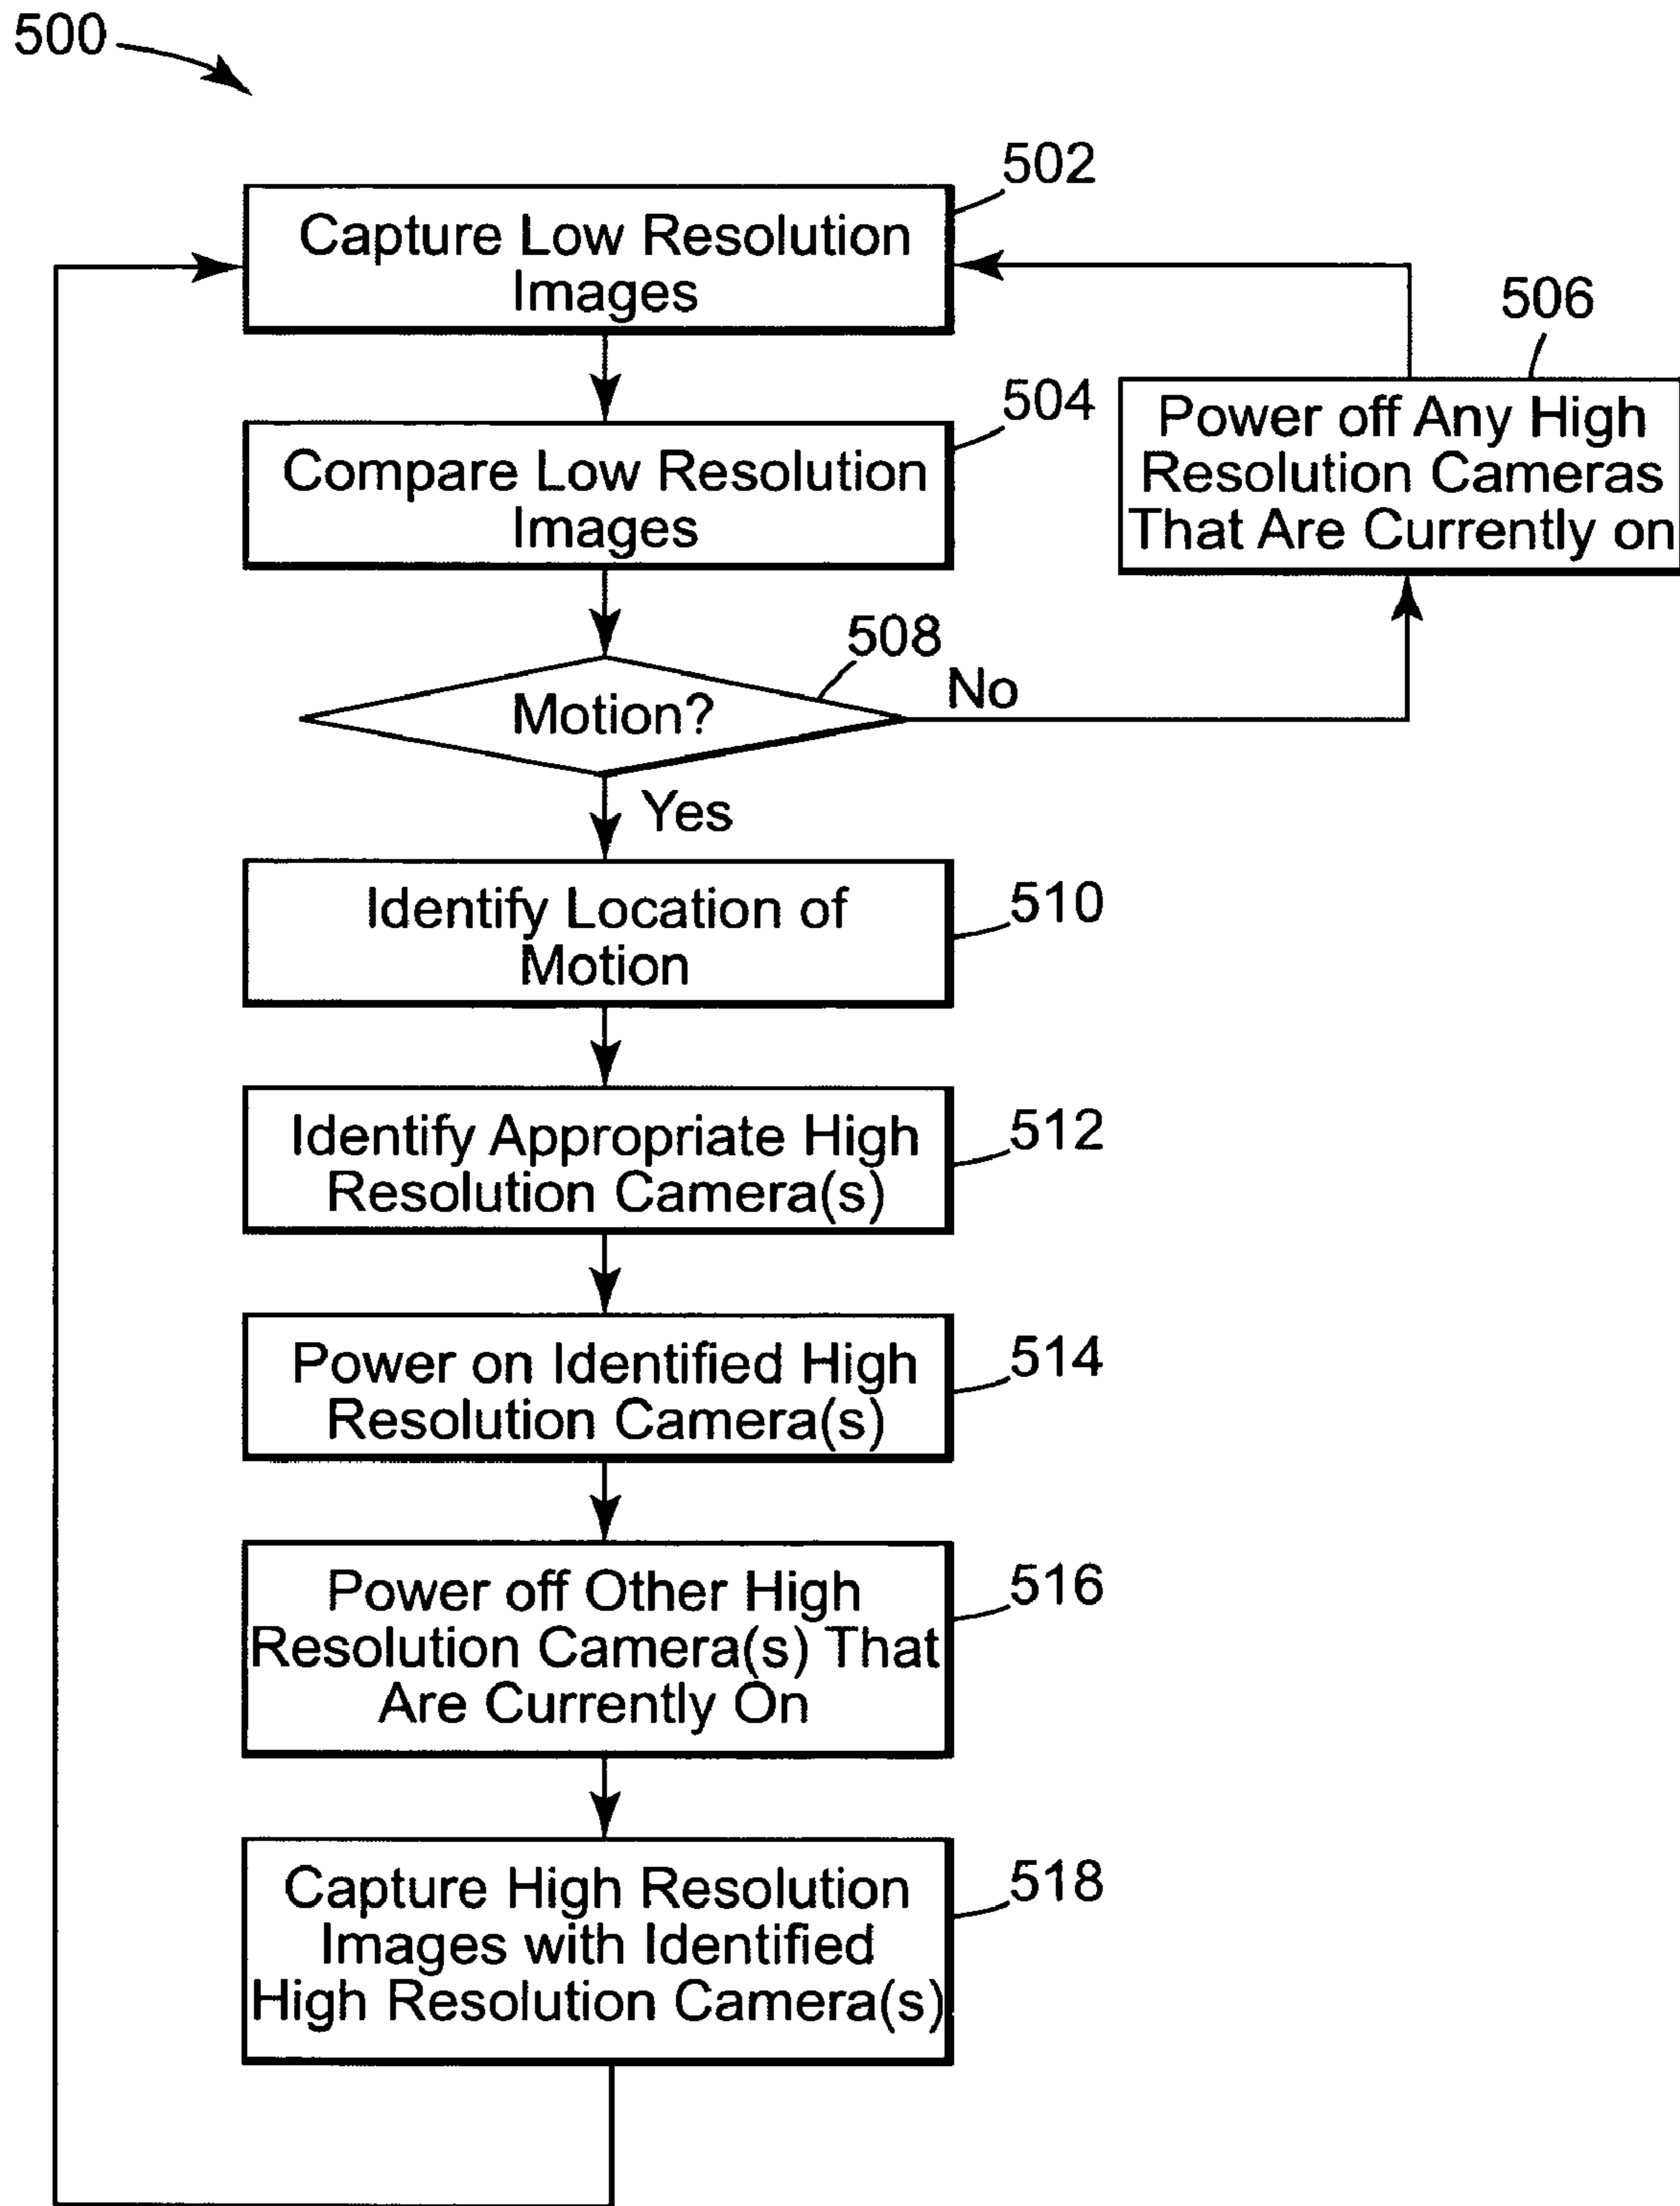 500
502
Capture Low Resolution
Images
504
Compare Low Resolution
Images
506
Power off Any High
Resolution Cameras
That Are Currently on
508
Motion?
No
Yes
510
Identify Location of
Motion
512
Identify Appropriate High
Resolution Camera(s)
514
Power on Identified High
Resolution Camera(s)
516
Power off Other High
Resolution Camera(s) That
Are Currently On
518
Capture High Resolution
Images with Identified
High Resolution Camera(s)